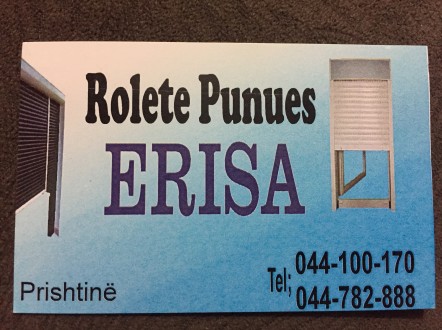 Rolete Punues
ERISA
Prishtinë
Tel; 044-100-170
044-782-888